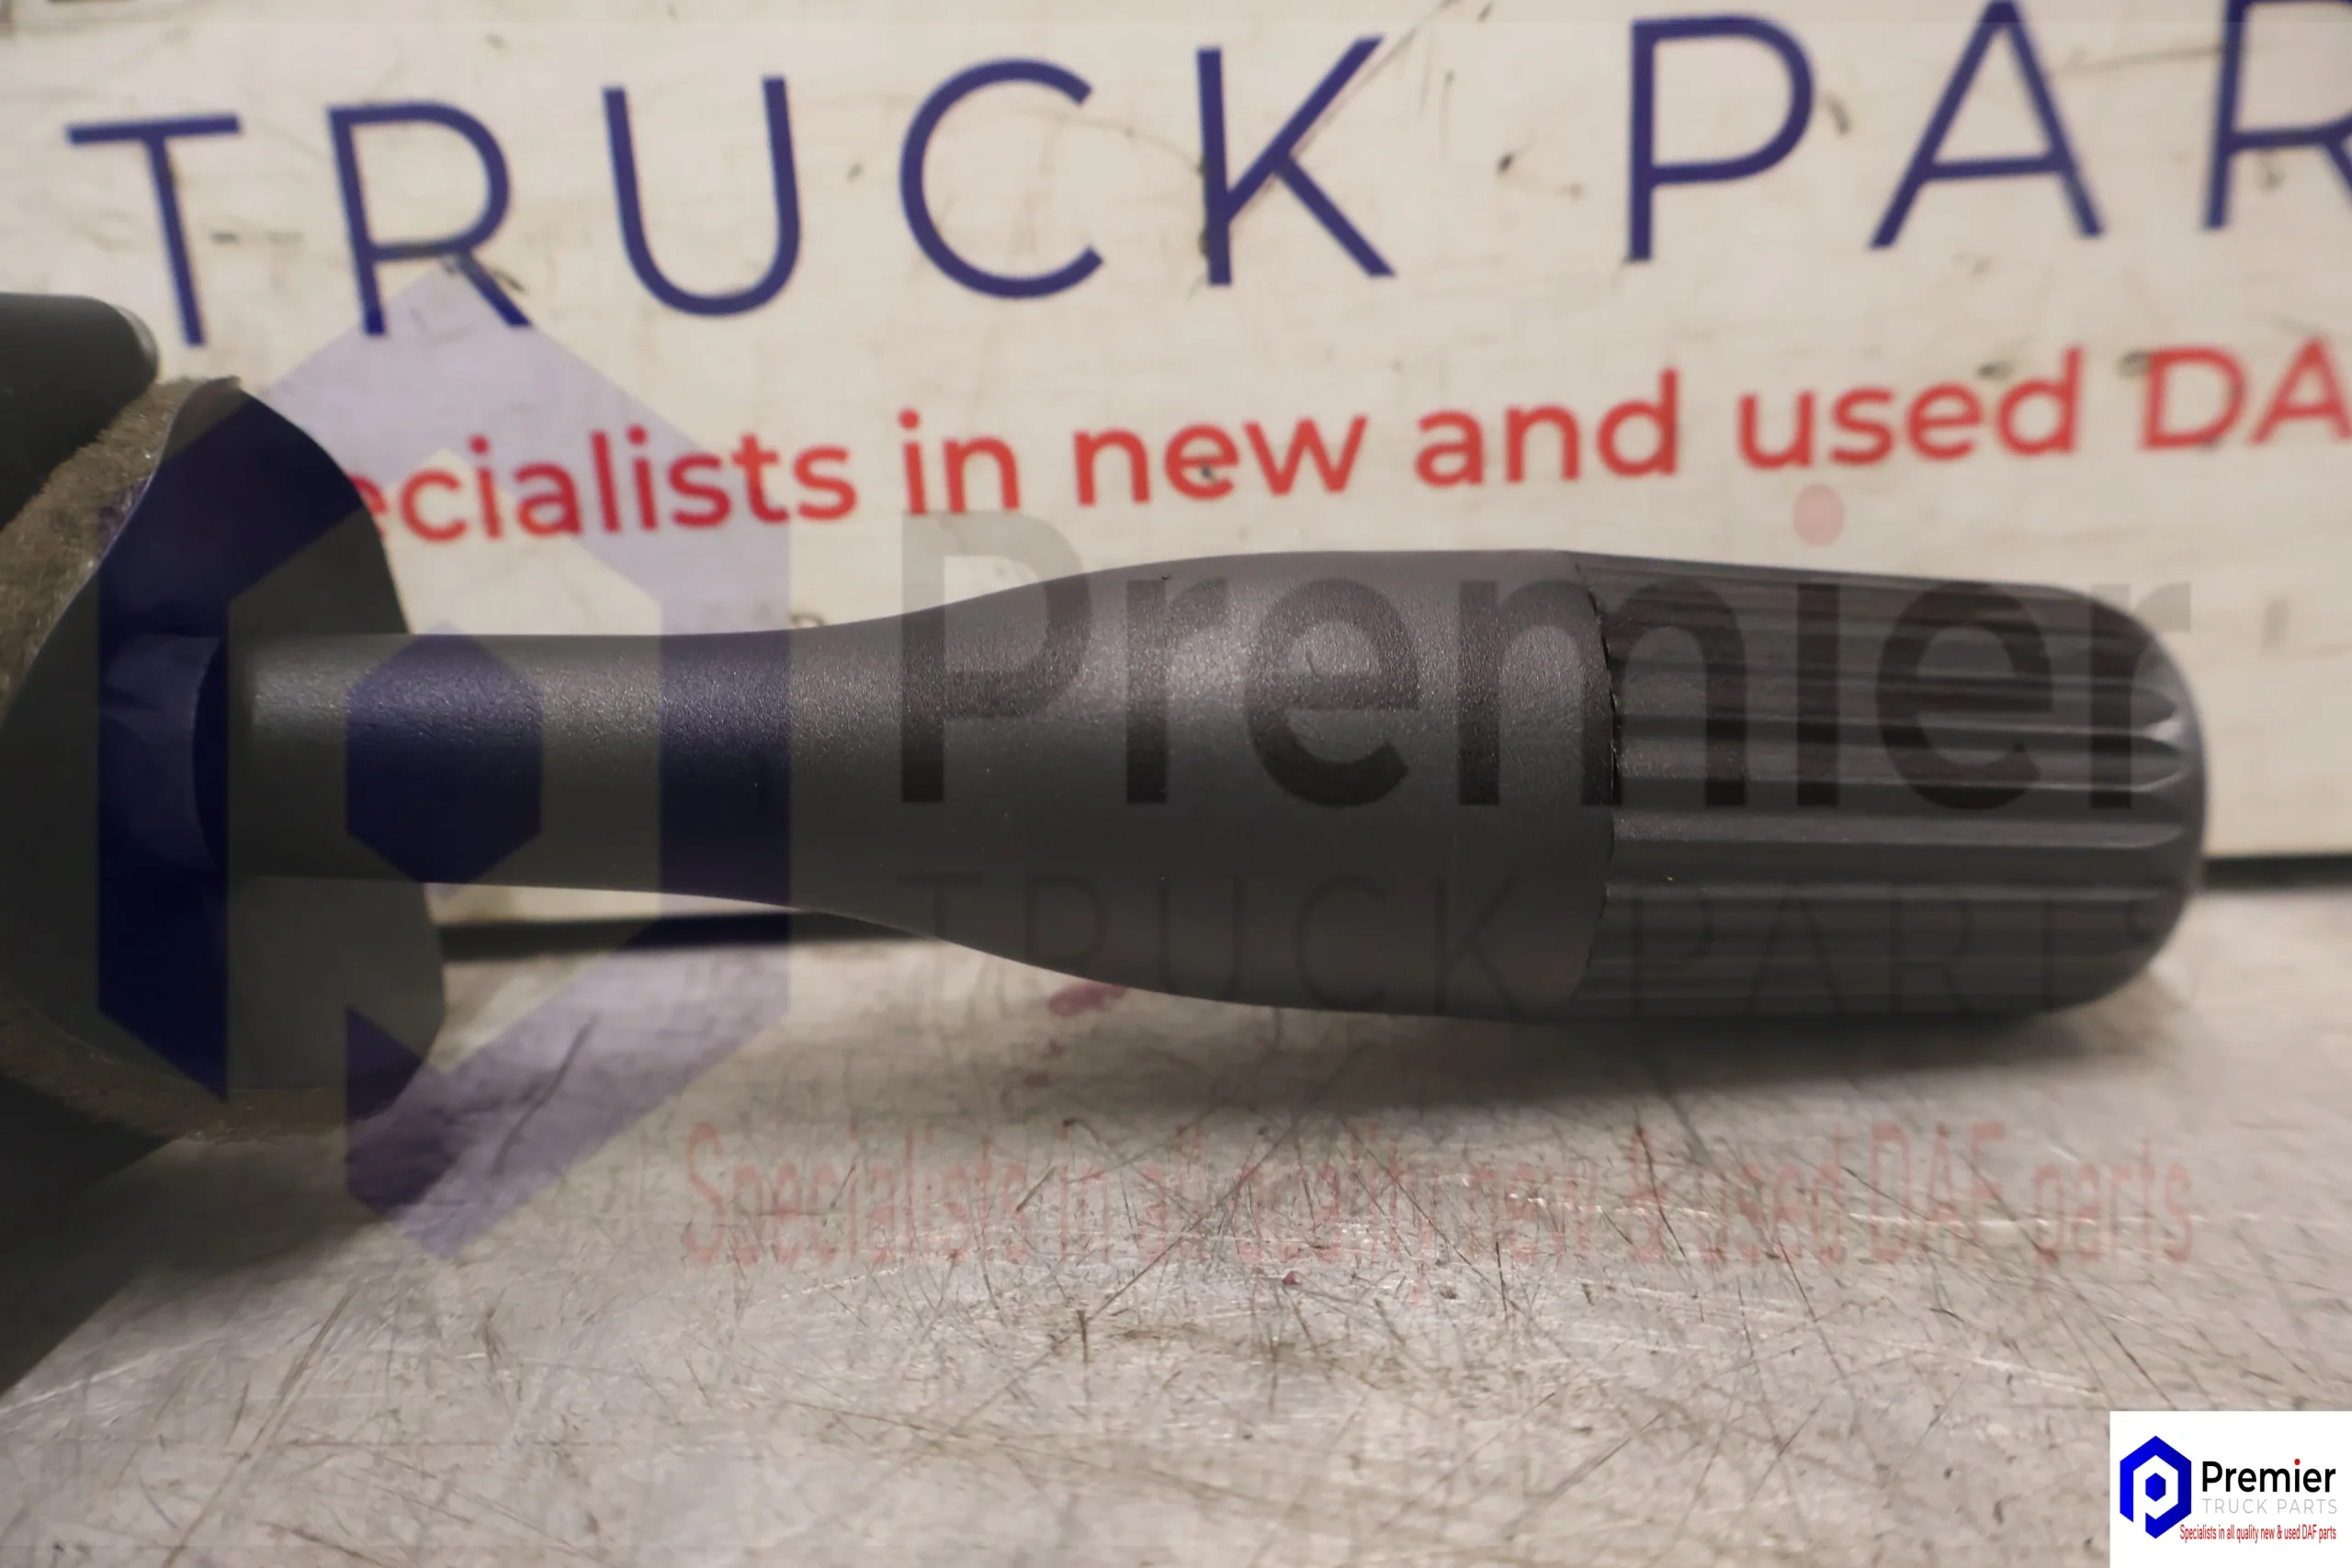 TRUCK PAR
ecialists in new and used DA
Premier
TRUCK PARTS
Specialists in all quality new & used DAF parts
Premier
TRUCK PARTS
Specialists in all quality new & used DAF parts